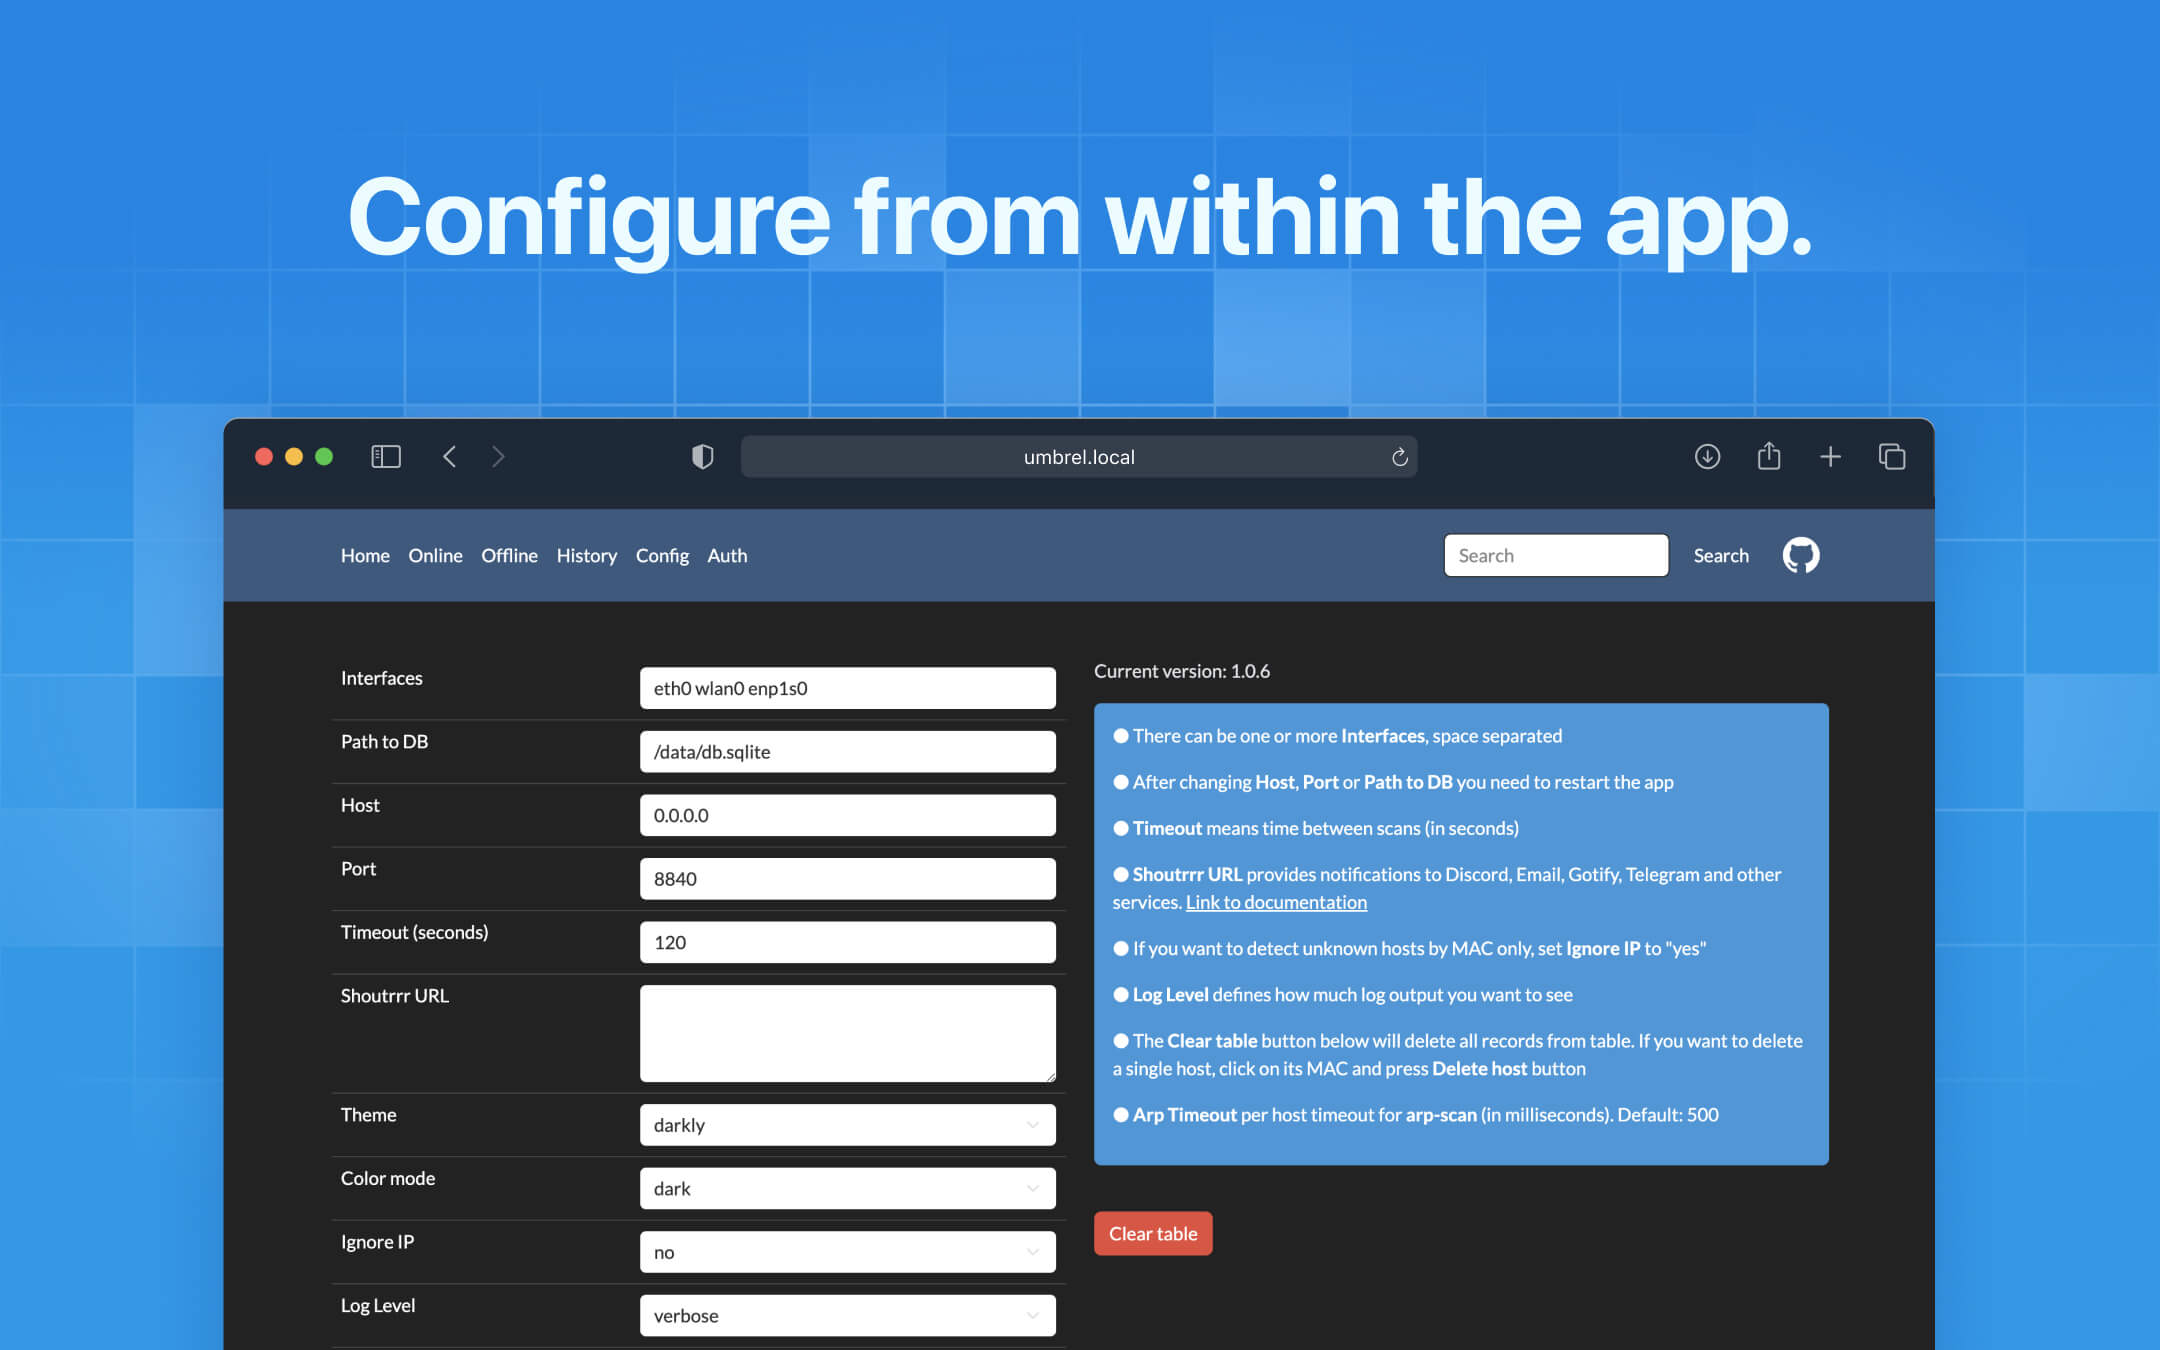 Configure from within the app.
umbrel.local
Home Online Offline History Config Auth Search Search
Interfaces eth0 wlan0 enp1s0
Path to DB /data/db.sqlite
Host 0.0.0.0
Port 8840
Timeout (seconds) 120
Shoutrrr URL
Theme darkly
Color mode dark
Ignore IP no
Log Level verbose
Current version: 1.0.6
There can be one or more Interfaces, space separated
After changing Host, Port or Path to DB you need to restart the app
Timeout means time between scans (in seconds)
Shoutrrr URL provides notifications to Discord, Email, Gotify, Telegram and other
services. Link to documentation
If you want to detect unknown hosts by MAC only, set Ignore IP to "yes"
Log Level defines how much log output you want to see
The Clear table button below will delete all records from table. If you want to delete
a single host, click on its MAC and press Delete host button
Arp Timeout per host timeout for arp-scan (in milliseconds). Default: 500
Clear table